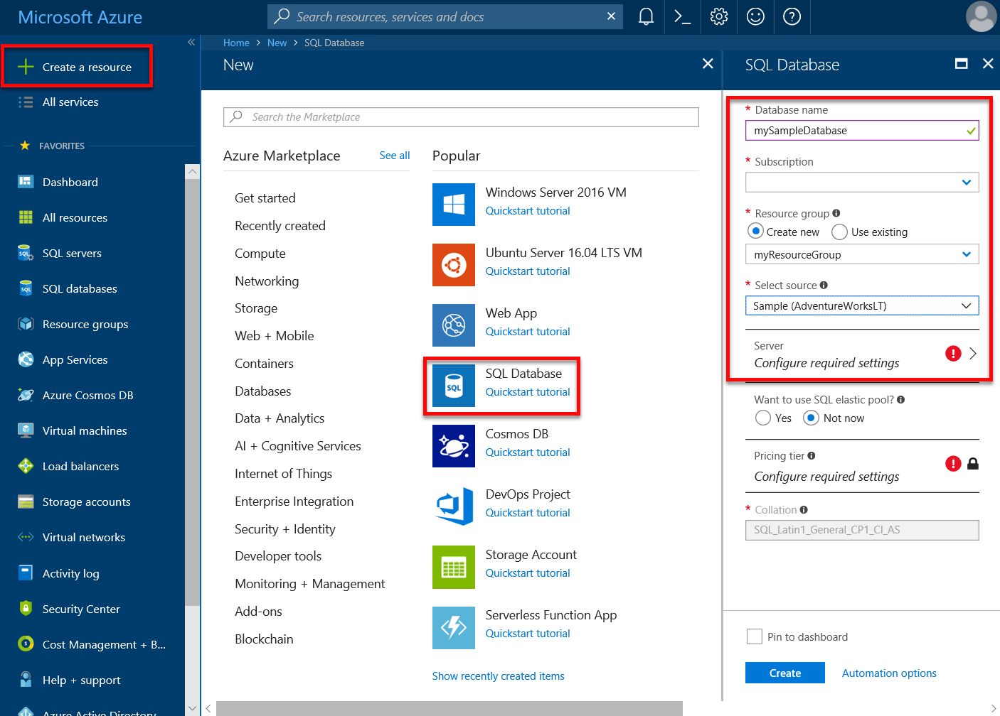 Microsoft Azure
Search resources, services and docs
Create a resource
All services
FAVORITES
Dashboard
All resources
SQL servers
SQL databases
Resource groups
App Services
Azure Cosmos DB
Virtual machines
Load balancers
Storage accounts
Virtual networks
Activity log
Security Center
Cost Management + B...
Help + support
Azure Active Directory
Home > New > SQL Database
New
Search the Marketplace
Azure Marketplace
See all
Get started
Recently created
Compute
Networking
Storage
Web + Mobile
Containers
Databases
Data + Analytics
AI + Cognitive Services
Internet of Things
Enterprise Integration
Security + Identity
Developer tools
Monitoring + Management
Add-ons
Blockchain
Popular
Windows Server 2016 VM
Quickstart tutorial
Ubuntu Server 16.04 LTS VM
Quickstart tutorial
Web App
Quickstart tutorial
SQL
SQL Database
Quickstart tutorial
Cosmos DB
Quickstart tutorial
DevOps Project
Quickstart tutorial
Storage Account
Quickstart tutorial
Serverless Function App
Quickstart tutorial
Show recently created items
SQL Database
* Database name
mySampleDatabase
* Subscription
* Resource group
Create new Use existing
myResourceGroup
* Select source
Sample (AdventureWorksLT)
Server
Configure required settings
Want to use SQL elastic pool?
Yes Not now
Pricing tier
Configure required settings
* Collation
SQL_Latin1_General_CP1_CI_AS
Pin to dashboard
Create
Automation options